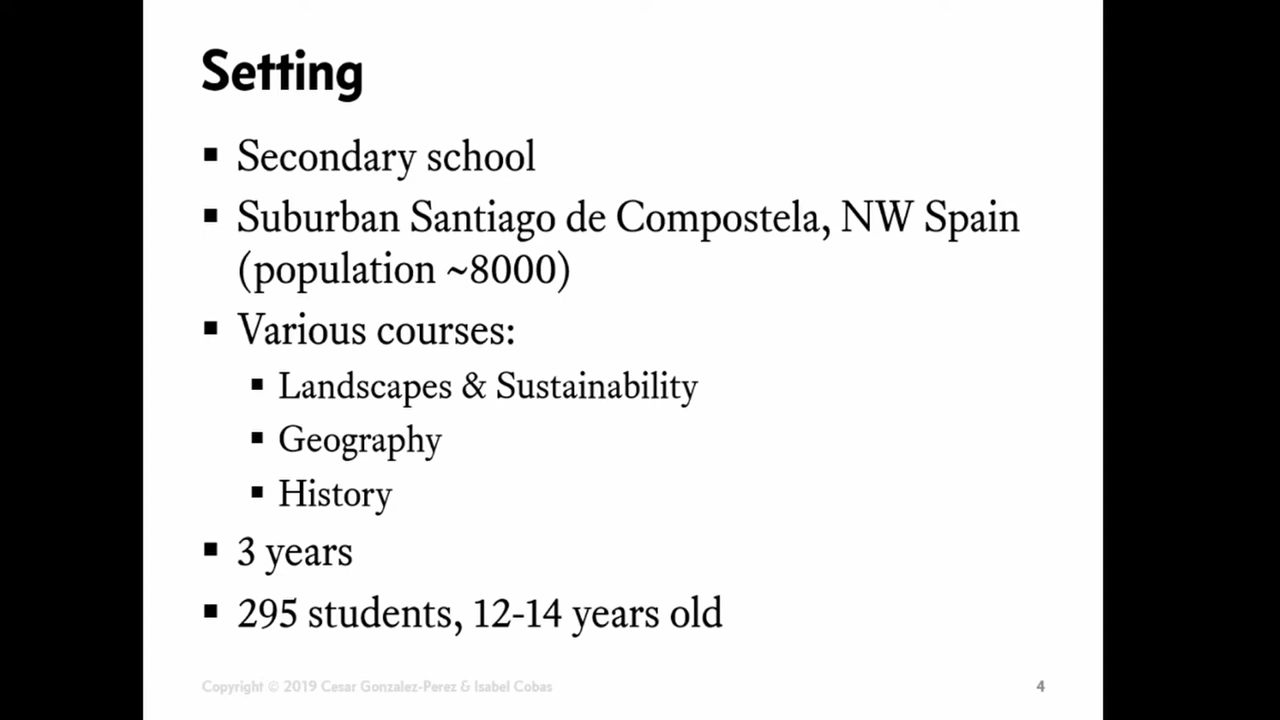 Setting
▪ Secondary school
▪ Suburban Santiago de Compostela, NW Spain
(population ~8000)
▪ Various courses:
▪ Landscapes & Sustainability
▪ Geography
▪ History
▪ 3 years
▪ 295 students, 12-14 years old
Copyright © 2019 Cesar Gonzalez-Perez & Isabel Cobas
4